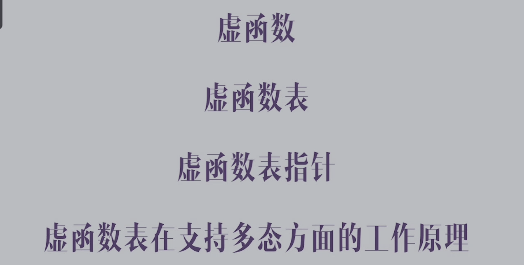 虚函数
虚函数表
虚函数表指针
虚函数表在支持多态方面的工作原理